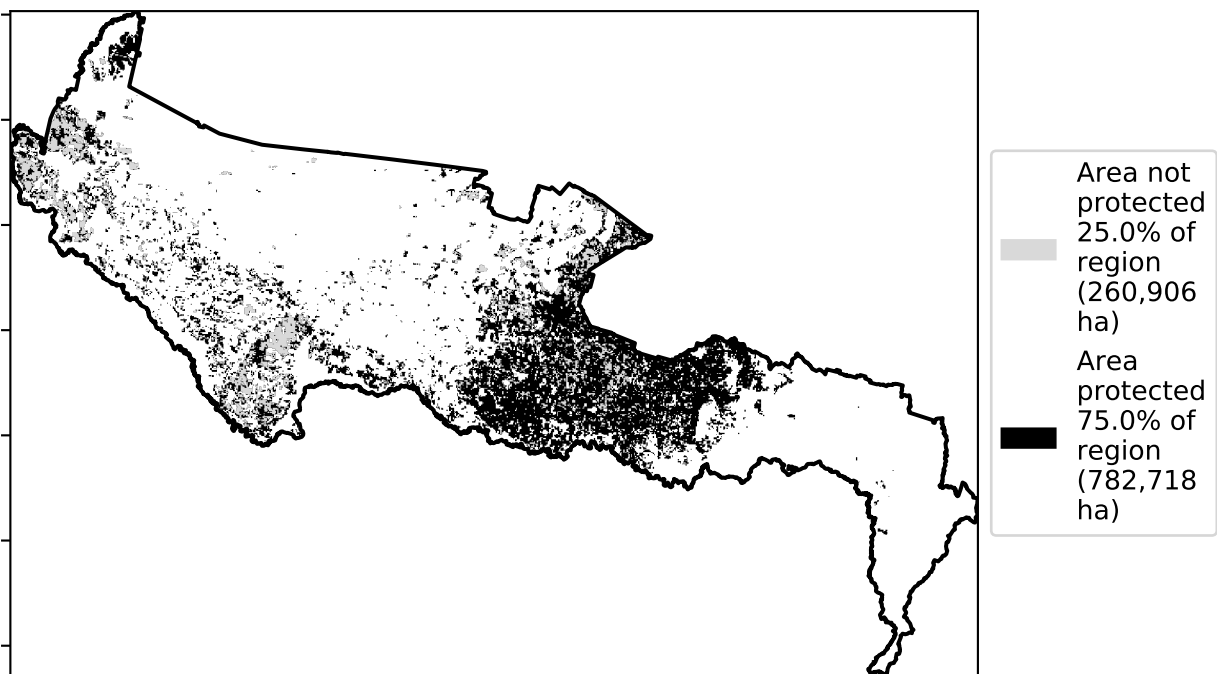 Area not
protected
25.0% of
region
(260,906
ha)
Area
protected
75.0% of
region
(782,718
ha)